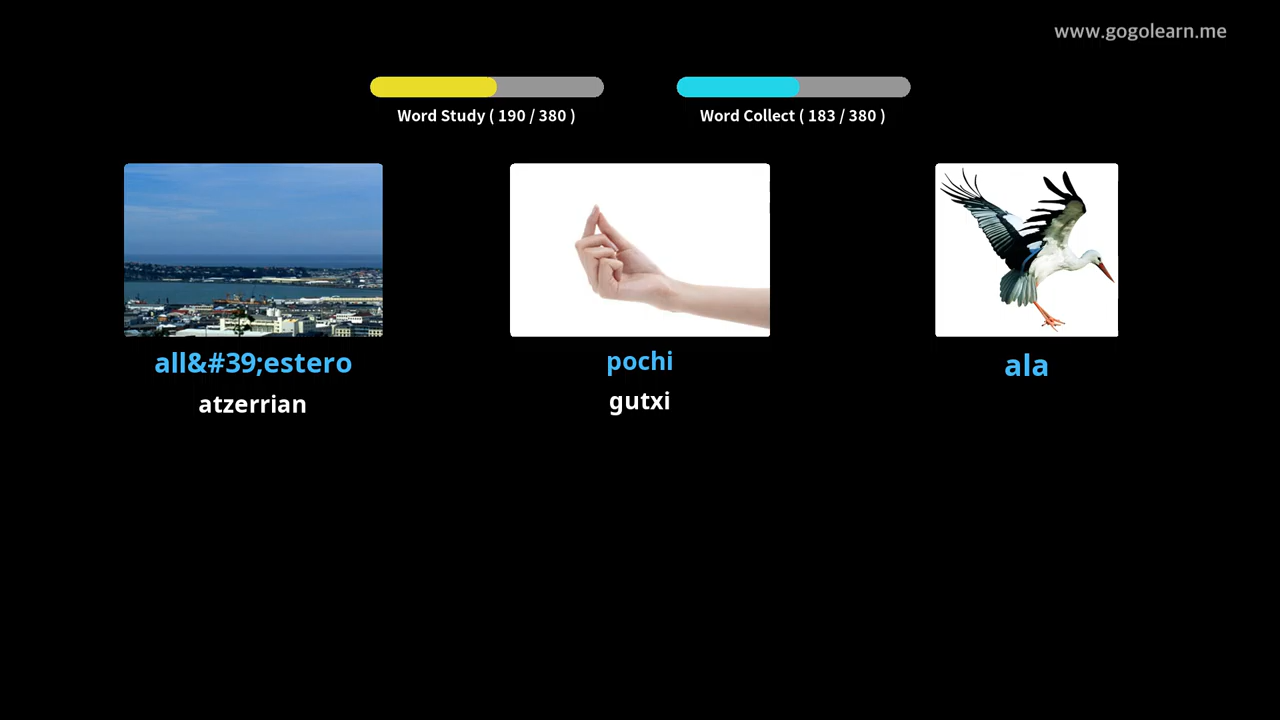 www.gogolearn.me
Word Study ( 190 / 380 )
Word Collect ( 183 / 380 )
all&#39;estero
atzerrian
pochi
gutxi
ala